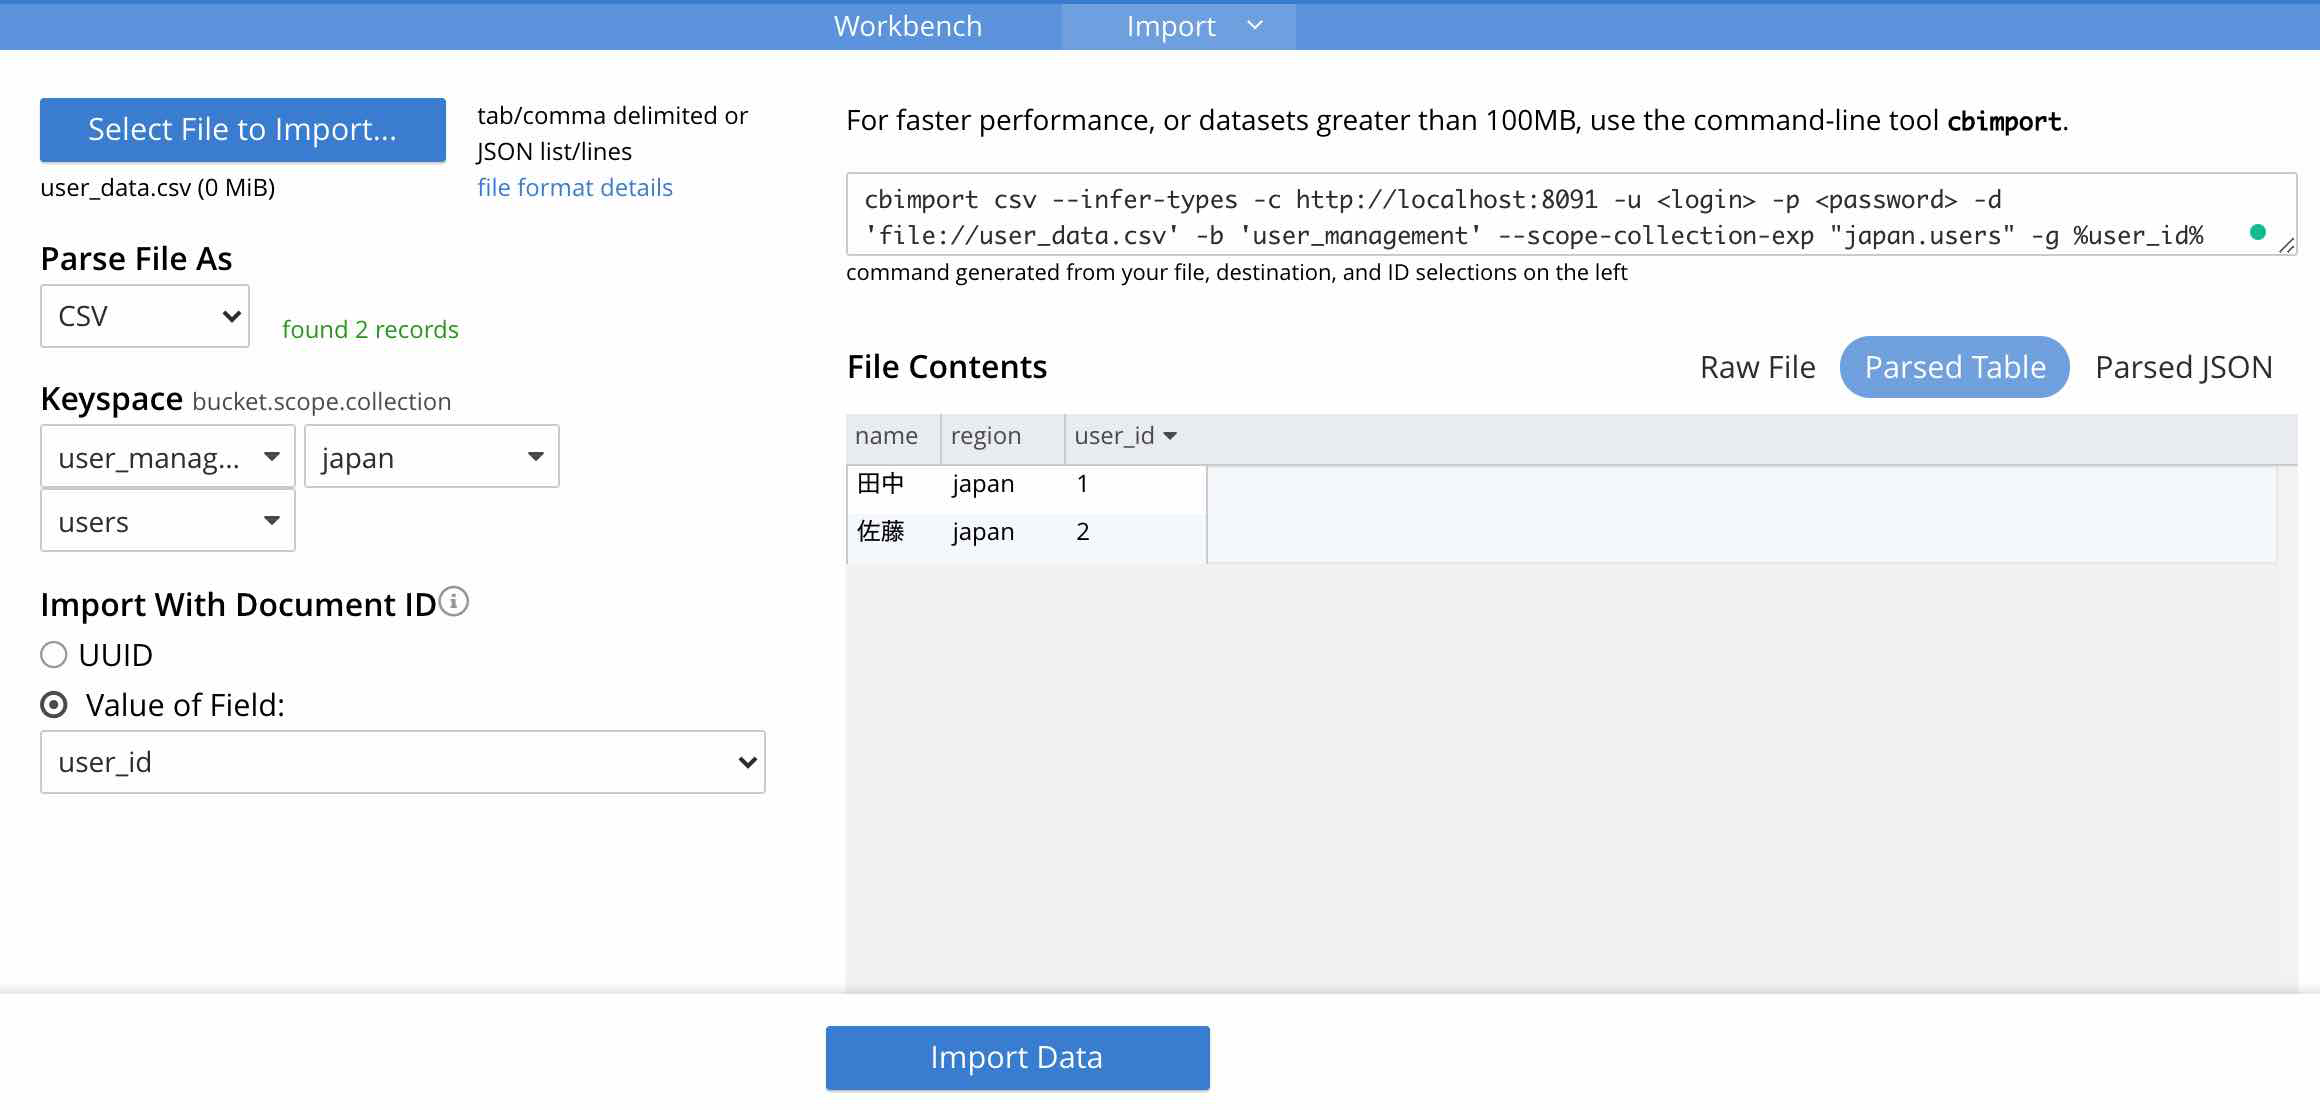 Workbench
Import
Select File to Import...
user_data.csv (0 MiB)
tab/comma delimited or
JSON list/lines
file format details
Parse File As
CSV
found 2 records
Keyspace bucket.scope.collection
user_manag...
japan
users
Import With Document ID
UUID
Value of Field:
user_id
For faster performance, or datasets greater than 100MB, use the command-line tool cbimport.
cbimport csv --infer-types -c http://localhost:8091 -u <login> -p <password> -d
'file://user_data.csv' -b 'user_management' --scope-collection-exp "japan.users" -g %user_id%
command generated from your file, destination, and ID selections on the left
File Contents
Raw File
Parsed Table
Parsed JSON
name region user_id
田中 japan 1
佐藤 japan 2
Import Data